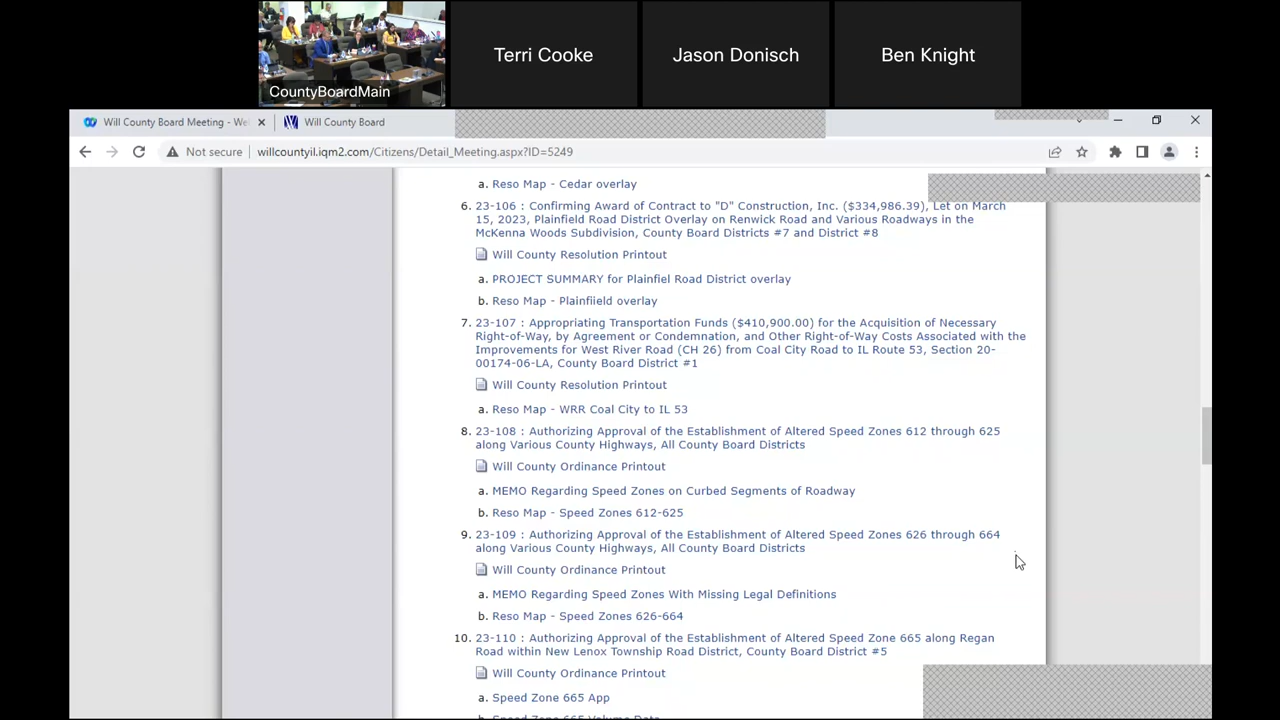 Terri Cooke
Jason Donisch
Ben Knight
CountyBoardMain
Will County Board Meeting - We
Will County Board
Not secure
willcountyil.iqm2.com/Citizens/Detail_Meeting.aspx?ID=5249
a. Reso Map - Cedar overlay
6. 23-106 : Confirming Award of Contract to "D" Construction, Inc. ($334,986.39), Let on March
15, 2023, Plainfield Road District Overlay on Renwick Road and Various Roadways in the
McKenna Woods Subdivision, County Board Districts #7 and District #8
Will County Resolution Printout
a. PROJECT SUMMARY for Plainfiel Road District overlay
b. Reso Map - Plainfiield overlay
7. 23-107 : Appropriating Transportation Funds ($410,900.00) for the Acquisition of Necessary
Right-of-Way, by Agreement or Condemnation, and Other Right-of-Way Costs Associated with the
Improvements for West River Road (CH 26) from Coal City Road to IL Route 53, Section 20-
00174-06-LA, County Board District #1
Will County Resolution Printout
a. Reso Map - WRR Coal City to IL 53
8. 23-108 : Authorizing Approval of the Establishment of Altered Speed Zones 612 through 625
along Various County Highways, All County Board Districts
Will County Ordinance Printout
a. MEMO Regarding Speed Zones on Curbed Segments of Roadway
b. Reso Map - Speed Zones 612-625
9. 23-109 : Authorizing Approval of the Establishment of Altered Speed Zones 626 through 664
along Various County Highways, All County Board Districts
Will County Ordinance Printout
a. MEMO Regarding Speed Zones With Missing Legal Definitions
b. Reso Map - Speed Zones 626-664
10. 23-110 : Authorizing Approval of the Establishment of Altered Speed Zone 665 along Regan
Road within New Lenox Township Road District, County Board District #5
Will County Ordinance Printout
a. Speed Zone 665 App
b. Speed Zone 665 Volume Data